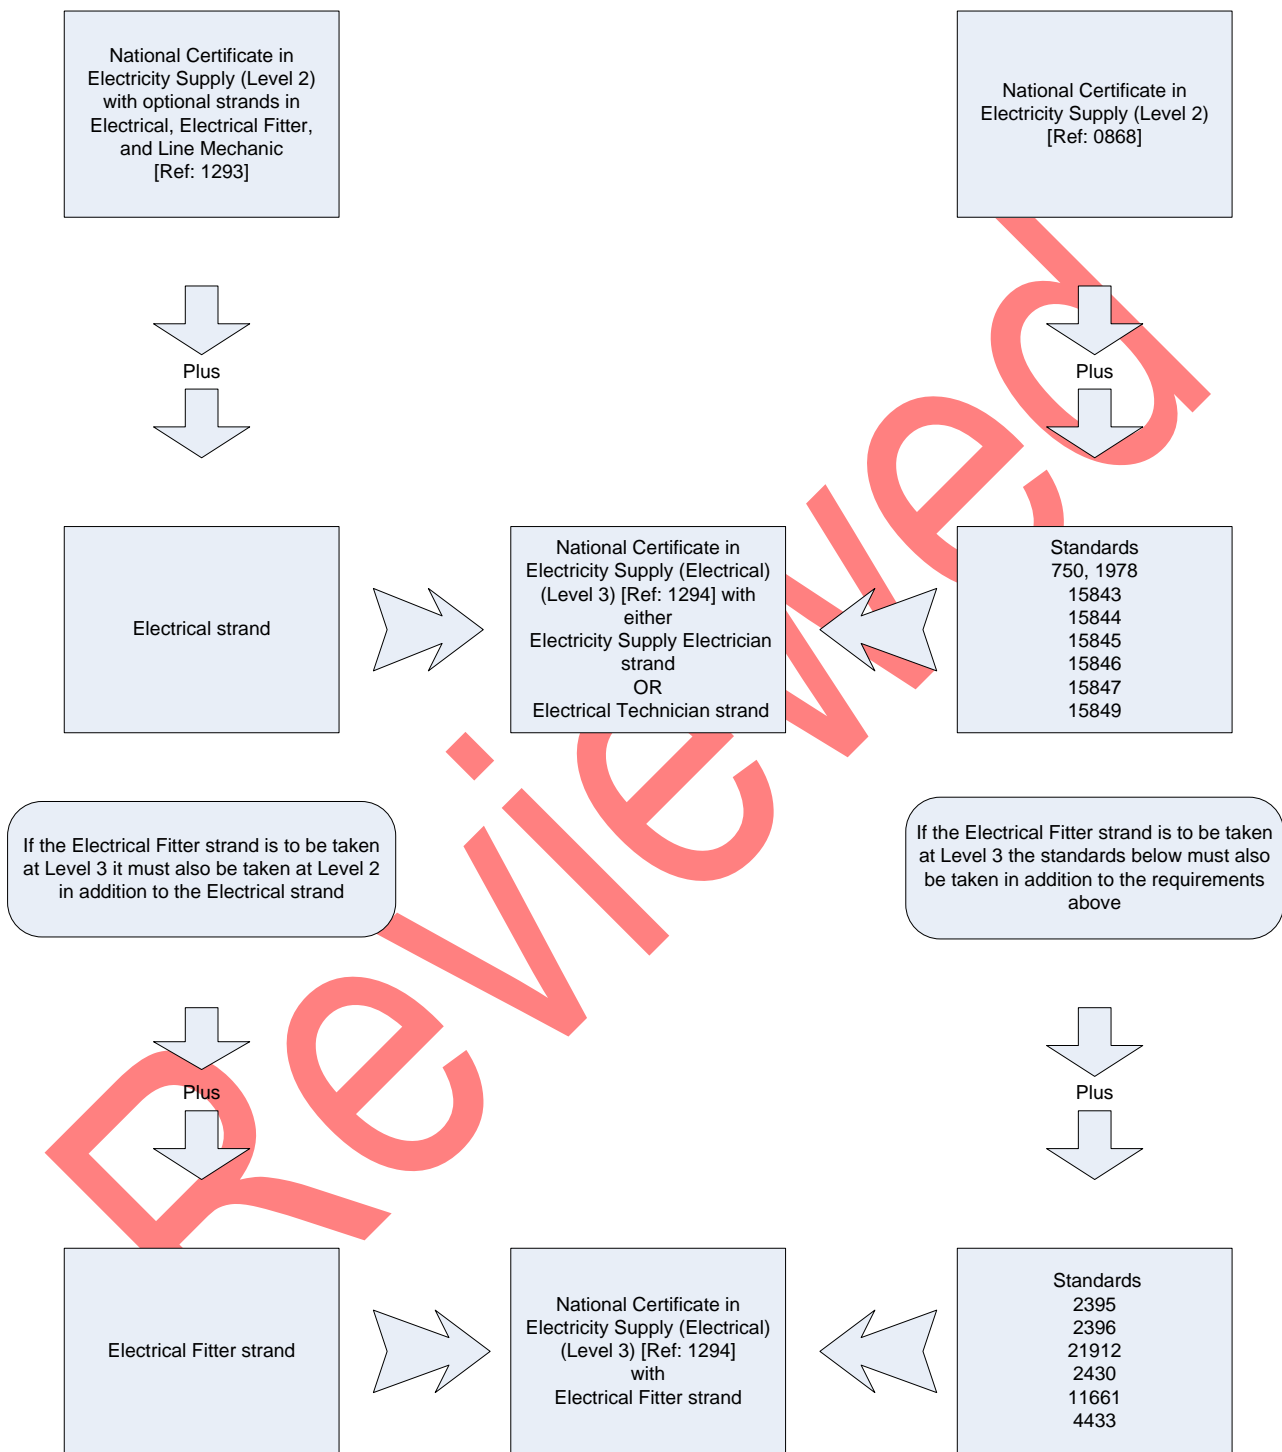 National Certificate in
Electricity Supply (Level 2)
with optional strands in
Electrical, Electrical Fitter,
and Line Mechanic
[Ref: 1293]
National Certificate in
Electricity Supply (Level 2)
[Ref: 0868]
Plus
Plus
Electrical strand
National Certificate in
Electricity Supply (Electrical)
(Level 3) [Ref: 1294] with
either
Electricity Supply Electrician
strand
OR
Electrical Technician strand
Standards
750, 1978
15843
15844
15845
15846
15847
15849
If the Electrical Fitter strand is to be taken
at Level 3 it must also be taken at Level 2
in addition to the Electrical strand
If the Electrical Fitter strand is to be taken
at Level 3 the standards below must also
be taken in addition to the requirements
above
Plus
Plus
Electrical Fitter strand
National Certificate in
Electricity Supply (Electrical)
(Level 3) [Ref: 1294]
with
Electrical Fitter strand
Standards
2395
2396
21912
2430
11661
4433
Reviewed